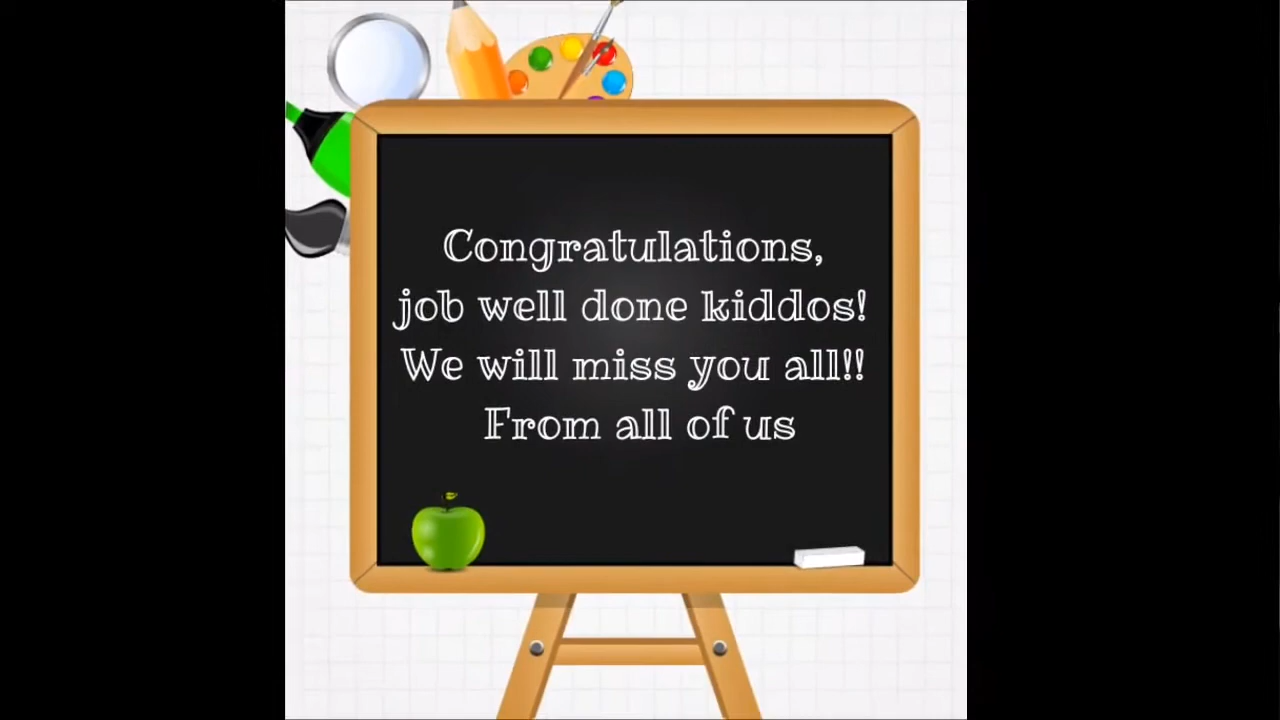 Congratulations,
job well done kiddos!
We will miss you all!!
From all of us